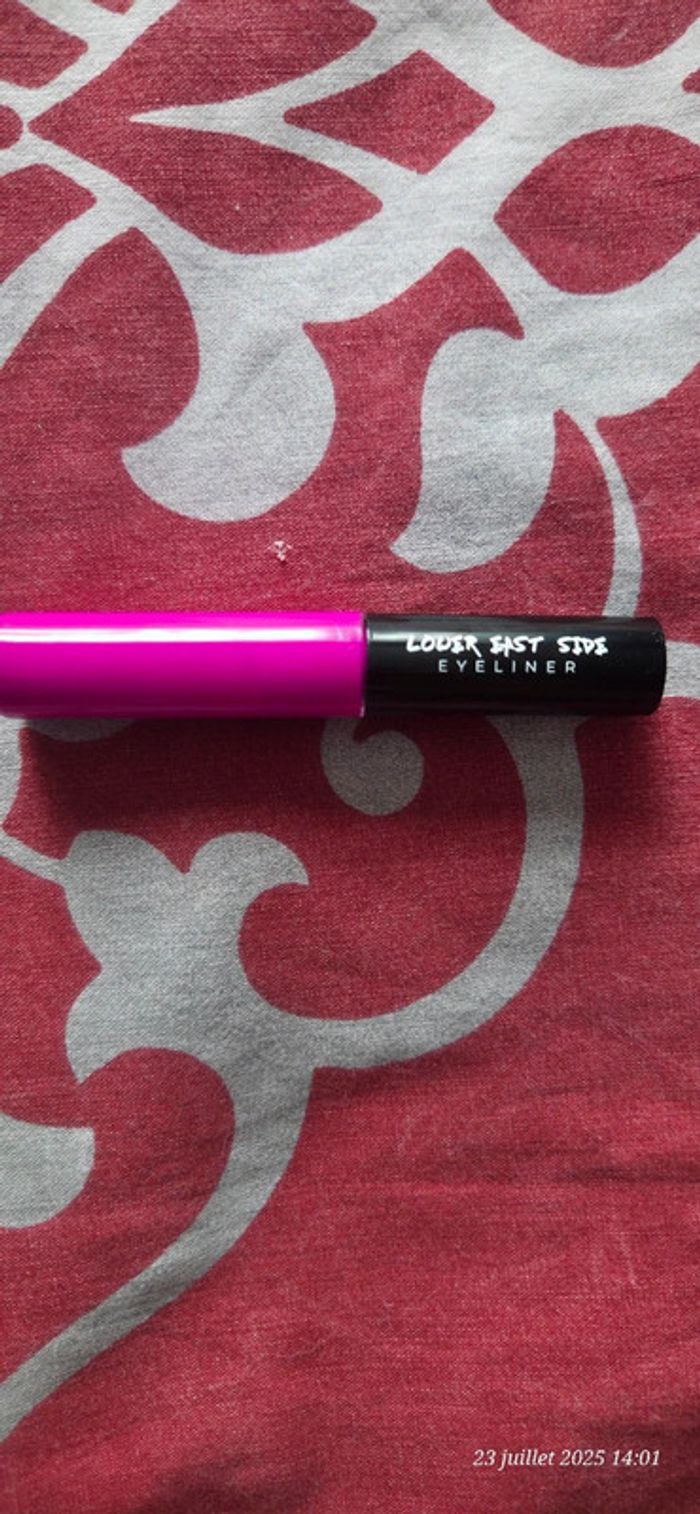 LOWER EAST SIDE
EYELINER
23 juillet 2025 14:01